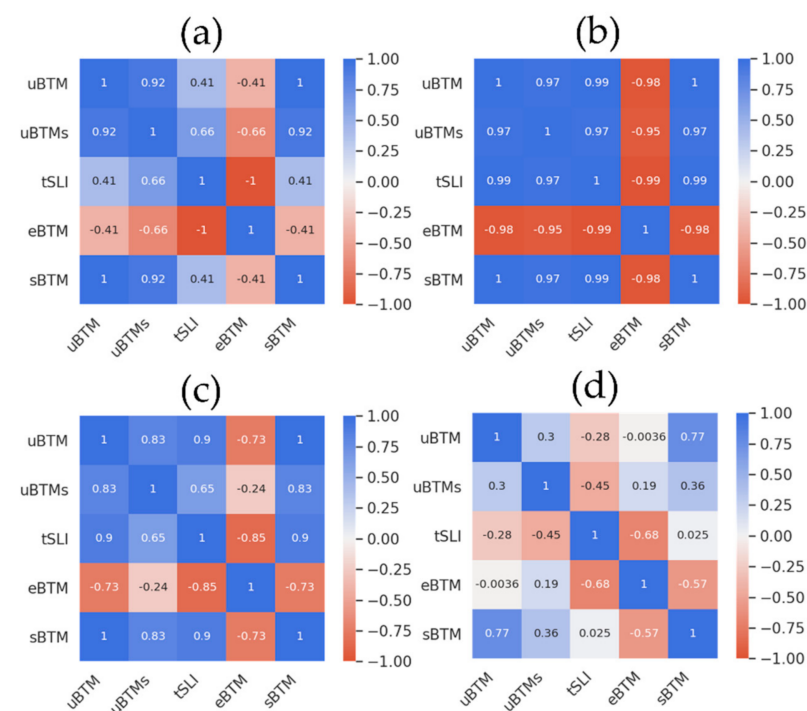 (a) (b)
uBTM 1 0.92 0.41 -0.41 1
uBTMs 0.92 1 0.66 -0.66 0.92
tSLI 0.41 0.66 1 -1 0.41
eBTM -0.41 -0.66 -1 1 -0.41
sBTM 1 0.92 0.41 -0.41 1
uBTM uBTMs tSLI eBTM sBTM
1.00
0.75
0.50
0.25
0.00
−0.25
−0.50
−0.75
−1.00
uBTM 1 0.97 0.99 -0.98 1
uBTMs 0.97 1 0.97 -0.95 0.97
tSLI 0.99 0.97 1 -0.99 0.99
eBTM -0.98 -0.95 -0.99 1 -0.98
sBTM 1 0.97 0.99 -0.98 1
uBTM uBTMs tSLI eBTM sBTM
1.00
0.75
0.50
0.25
0.00
−0.25
−0.50
−0.75
−1.00
(c) (d)
uBTM 1 0.83 0.9 -0.73 1
uBTMs 0.83 1 0.65 -0.24 0.83
tSLI 0.9 0.65 1 -0.85 0.9
eBTM -0.73 -0.24 -0.85 1 -0.73
sBTM 1 0.83 0.9 -0.73 1
uBTM uBTMs tSLI eBTM sBTM
1.00
0.75
0.50
0.25
0.00
−0.25
−0.50
−0.75
−1.00
uBTM 1 0.3 -0.28 -0.0036 0.77
uBTMs 0.3 1 -0.45 0.19 0.36
tSLI -0.28 -0.45 1 -0.68 0.025
eBTM -0.0036 0.19 -0.68 1 -0.57
sBTM 0.77 0.36 0.025 -0.57 1
uBTM uBTMs tSLI eBTM sBTM
1.00
0.75
0.50
0.25
0.00
−0.25
−0.50
−0.75
−1.00